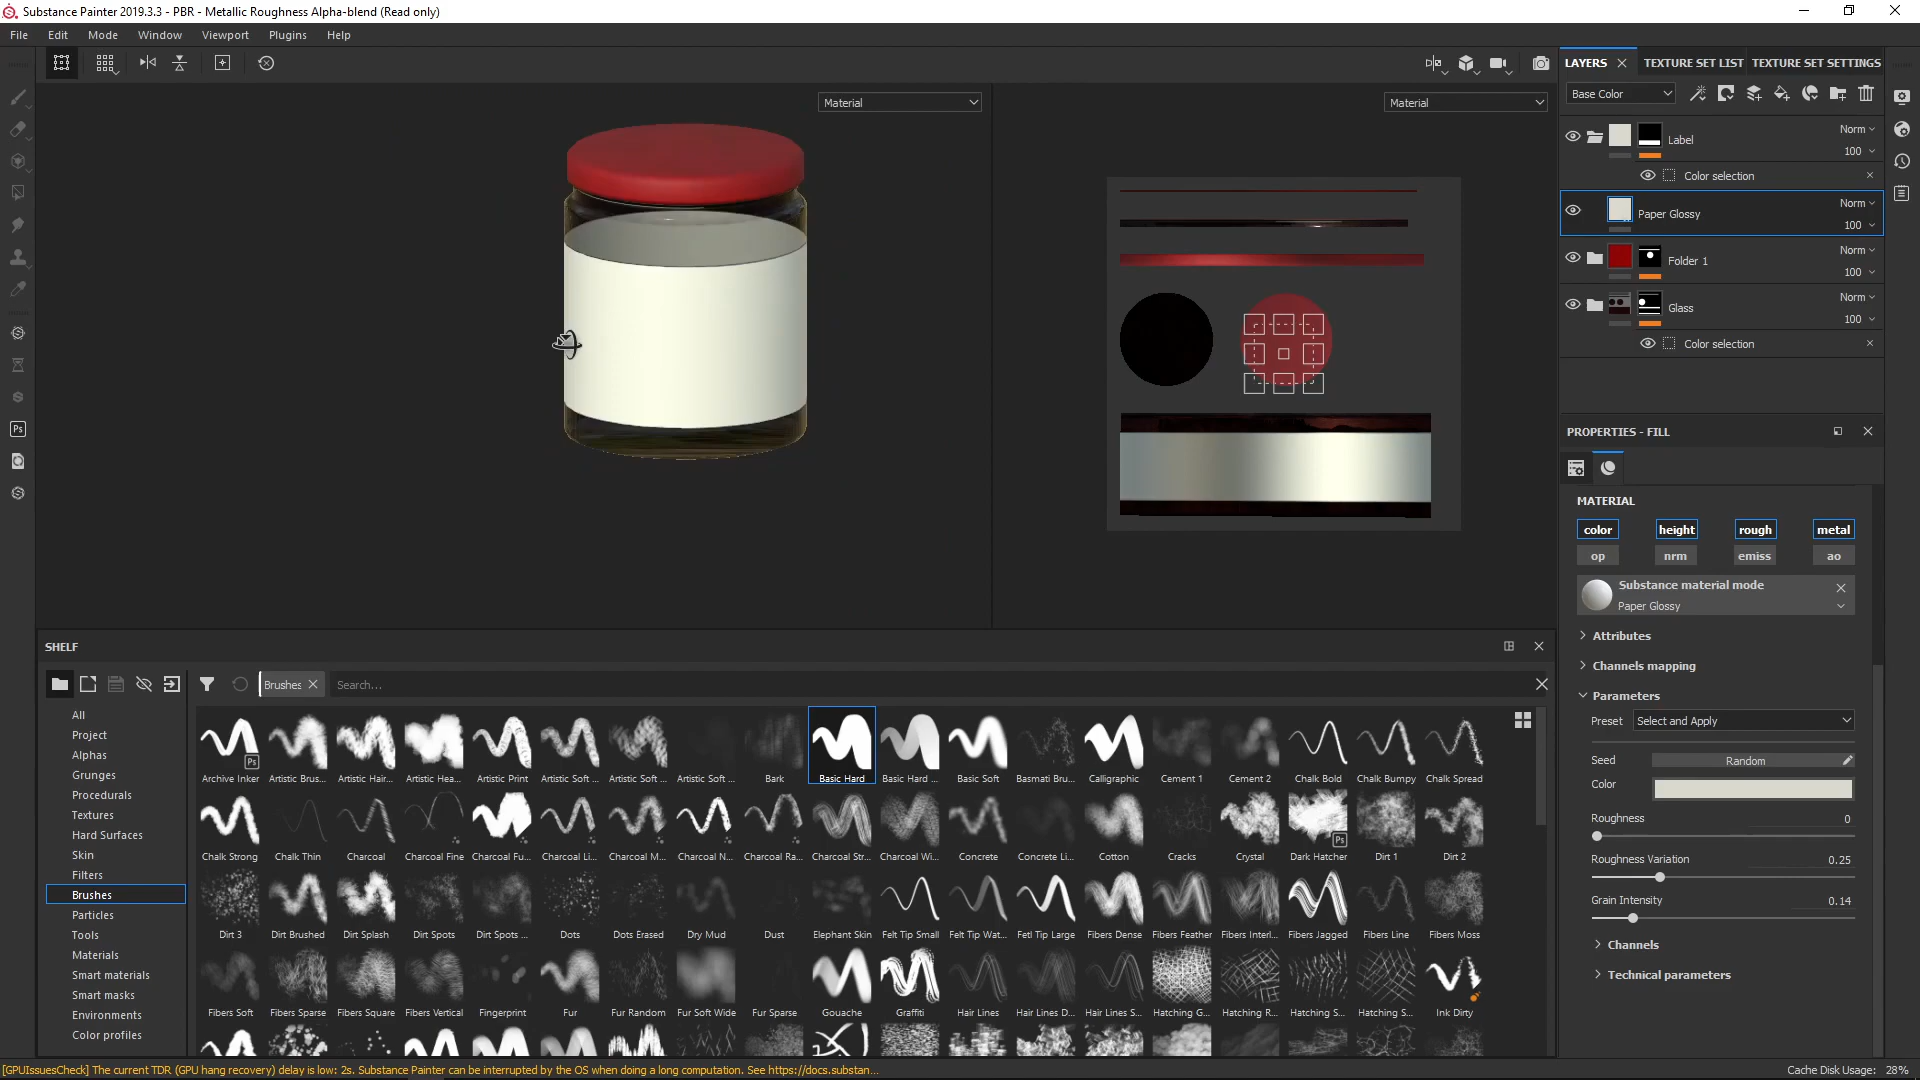 Substance Painter 2019.3.3 - PBR - Metallic Roughness Alpha-blend (Read only)
File Edit Mode Window Viewport Plugins Help
Material
Material
LAYERS TEXTURE SET LIST TEXTURE SET SETTINGS
Base Color
Label Norm 100
Color selection
Paper Glossy Norm 100
Folder 1 Norm 100
Glass Norm 100
Color selection
PROPERTIES - FILL
MATERIAL
color height rough metal
op nrm emiss ao
Substance material mode
Paper Glossy
Attributes
Channels mapping
Parameters
Preset Select and Apply
Seed Random
Color
Roughness 0
Roughness Variation 0.25
Grain Intensity 0.14
Channels
Technical parameters
Ps
SHELF
Brushes Search...
All
Project
Alphas
Grunges
Procedurals
Textures
Hard Surfaces
Skin
Filters
Brushes
Particles
Tools
Materials
Smart materials
Smart masks
Environments
Color profiles
Ps
Archive Inker Artistic Brus... Artistic Hair... Artistic Hea... Artistic Print Artistic Soft ... Artistic Soft ... Artistic Soft ... Bark Basic Hard Basic Hard ... Basic Soft Basmati Bru... Calligraphic Cement 1 Cement 2 Chalk Bold Chalk Bumpy Chalk Spread
Ps
Chalk Strong Chalk Thin Charcoal Charcoal Fine Charcoal Fu... Charcoal Li... Charcoal M... Charcoal N... Charcoal Ra... Charcoal Str... Charcoal Wi... Concrete Concrete Li... Cotton Cracks Crystal Dark Hatcher Dirt 1 Dirt 2
Dirt 3 Dirt Brushed Dirt Splash Dirt Spots Dirt Spots ... Dots Dots Erased Dry Mud Dust Elephant Skin Felt Tip Small Felt Tip Wat... Fetl Tip Large Fibers Dense Fibers Feather Fibers Interl... Fibers Jagged Fibers Line Fibers Moss
Fibers Soft Fibers Sparse Fibers Square Fibers Vertical Fingerprint Fur Fur Random Fur Soft Wide Fur Sparse Gouache Graffiti Hair Lines Hair Lines D... Hair Lines S... Hatching G... Hatching R... Hatching S... Hatching S... Ink Dirty
[GPUIssuesCheck] The current TDR (GPU hang recovery) delay is low: 2s. Substance Painter can be interrupted by the OS when doing a long computation. See https://docs.substan...
Cache Disk Usage: 28%